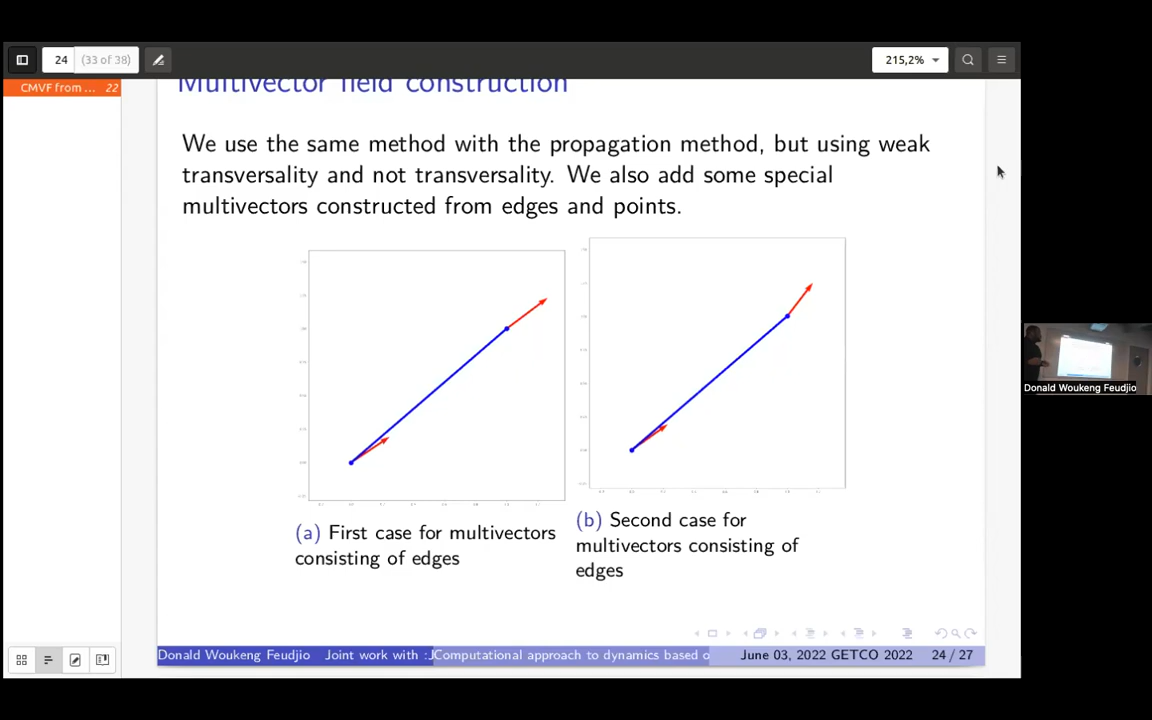 24 (33 of 38) 215,2%
CMVF from ... 22
Multivector field construction
We use the same method with the propagation method, but using weak
transversality and not transversality. We also add some special
multivectors constructed from edges and points.
(a) First case for multivectors
consisting of edges
(b) Second case for
multivectors consisting of
edges
Donald Woukeng Feudjio
Donald Woukeng Feudjio Joint work with :J Computational approach to dynamics based o June 03, 2022 GETCO 2022 24 / 27